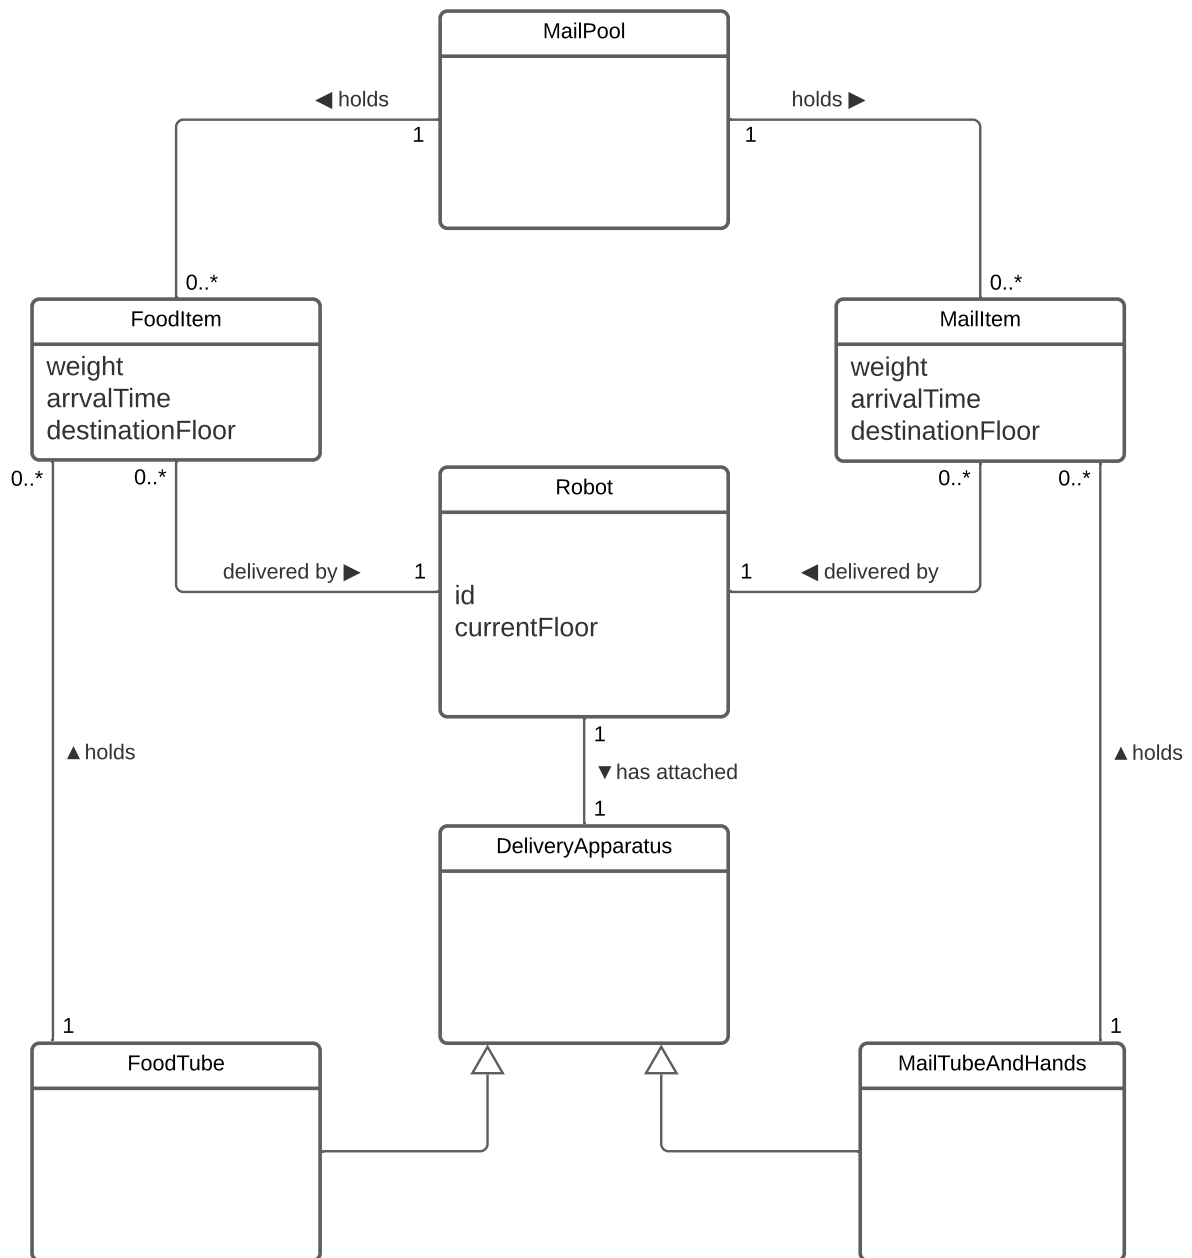 MailPool
◀ holds
holds ▶
1
1
0..*
0..*
FoodItem
weight
arrvalTime
destinationFloor
MailItem
weight
arrivalTime
destinationFloor
0..*
0..*
0..*
0..*
Robot
id
currentFloor
delivered by ▶
1
1
◀ delivered by
1
▼ has attached
1
▲ holds
▲ holds
DeliveryApparatus
1
1
FoodTube
MailTubeAndHands